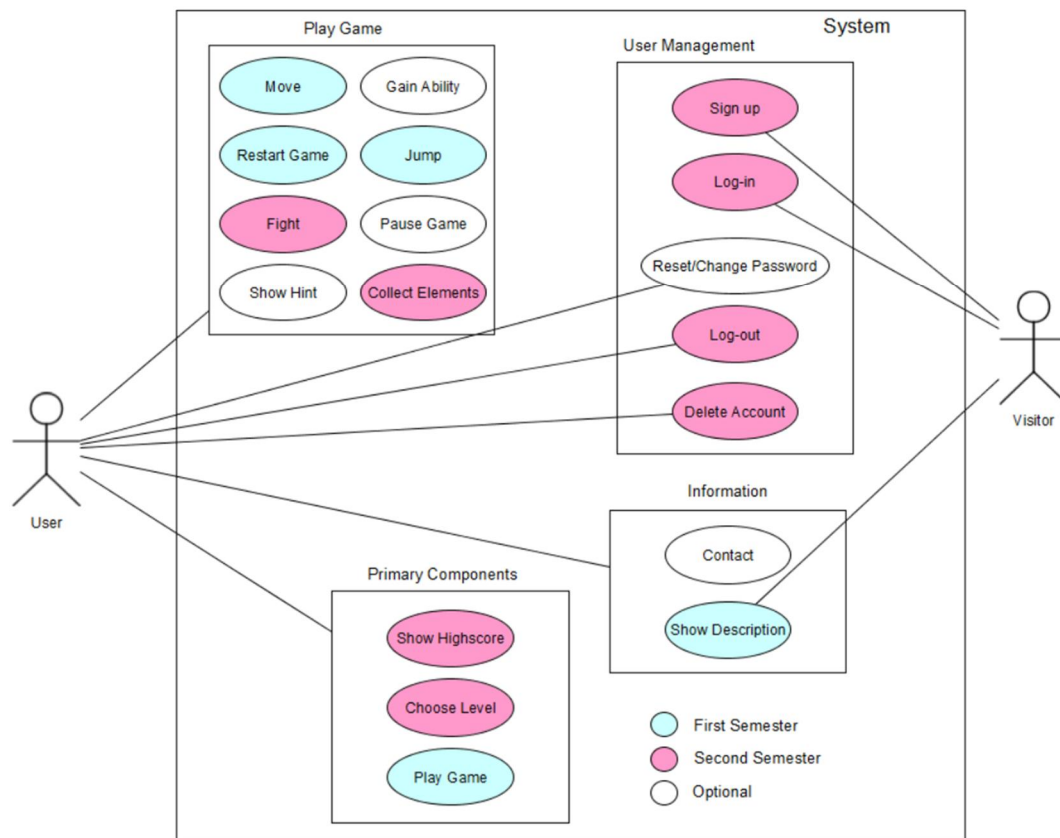 System
Play Game
Move
Gain Ability
Restart Game
Jump
Fight
Pause Game
Show Hint
Collect Elements
User Management
Sign up
Log-in
Reset/Change Password
Log-out
Delete Account
User
Visitor
Information
Contact
Show Description
Primary Components
Show Highscore
Choose Level
Play Game
First Semester
Second Semester
Optional